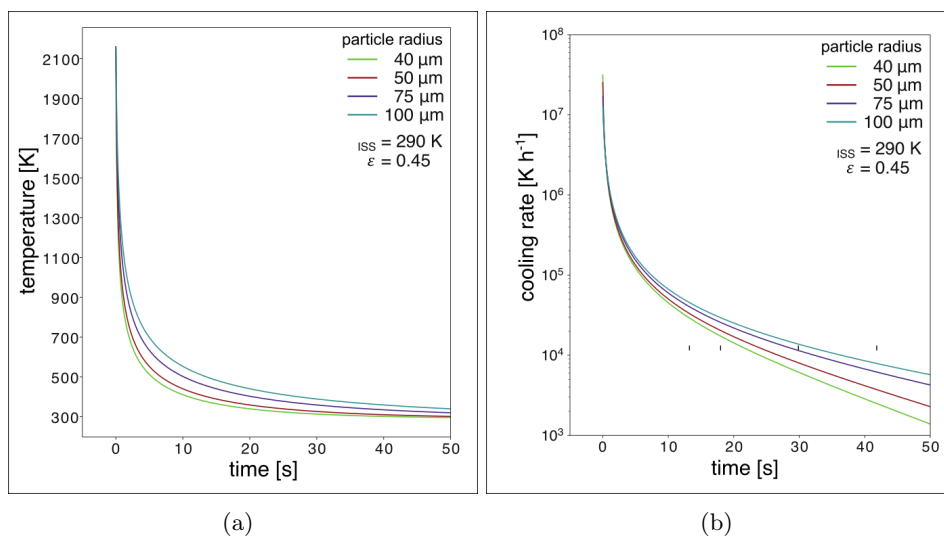 particle radius
40 µm
50 µm
75 µm
100 µm
ISS = 290 K
ε = 0.45
temperature [K]
2100
1900
1700
1500
1300
1100
900
700
500
300
0 10 20 30 40 50
time [s]
(a)
particle radius
40 µm
50 µm
75 µm
100 µm
ISS = 290 K
ε = 0.45
cooling rate [K h⁻¹]
10⁸
10⁷
10⁶
10⁵
10⁴
10³
0 10 20 30 40 50
time [s]
(b)